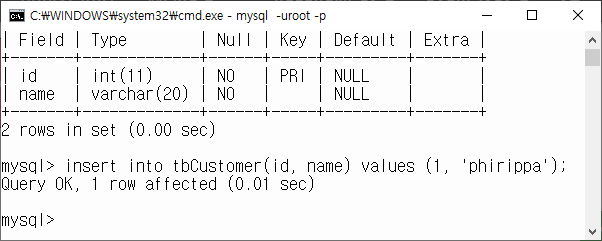 C:₩WINDOWS₩system32₩cmd.exe - mysql  -uroot -p
| Field | Type        | Null | Key | Default | Extra |
+-------+-------------+------+-----+---------+-------+
| id    | int(11)     | NO   | PRI | NULL    |       |
| name  | varchar(20) | NO   |     | NULL    |       |
+-------+-------------+------+-----+---------+-------+
2 rows in set (0.00 sec)
mysql> insert into tbCustomer(id, name) values (1, 'phirippa');
Query OK, 1 row affected (0.01 sec)
mysql>